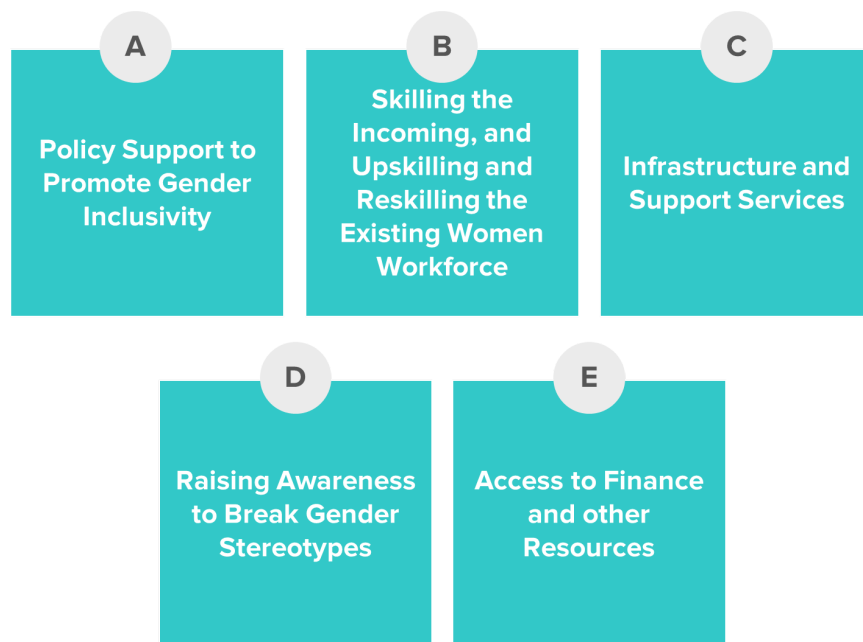 A
Policy Support to
Promote Gender
Inclusivity
B
Skilling the
Incoming, and
Upskilling and
Reskilling the
Existing Women
Workforce
C
Infrastructure and
Support Services
D
Raising Awareness
to Break Gender
Stereotypes
E
Access to Finance
and other
Resources